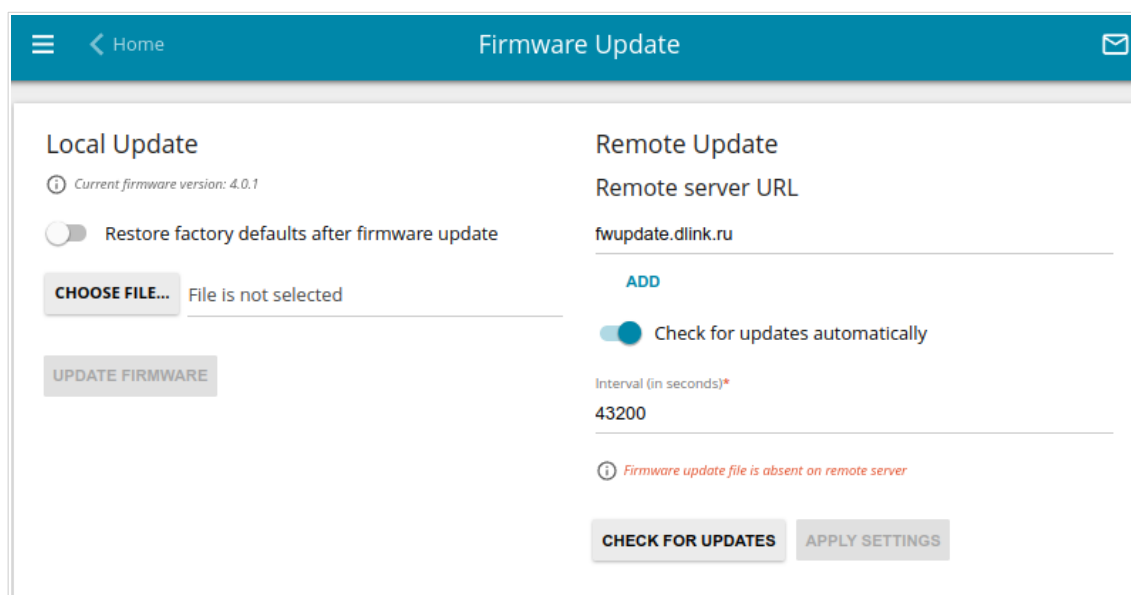 Home
Firmware Update
Local Update
Current firmware version: 4.0.1
Restore factory defaults after firmware update
CHOOSE FILE... File is not selected
UPDATE FIRMWARE
Remote Update
Remote server URL
fwupdate.dlink.ru
ADD
Check for updates automatically
Interval (in seconds)*
43200
Firmware update file is absent on remote server
CHECK FOR UPDATES APPLY SETTINGS